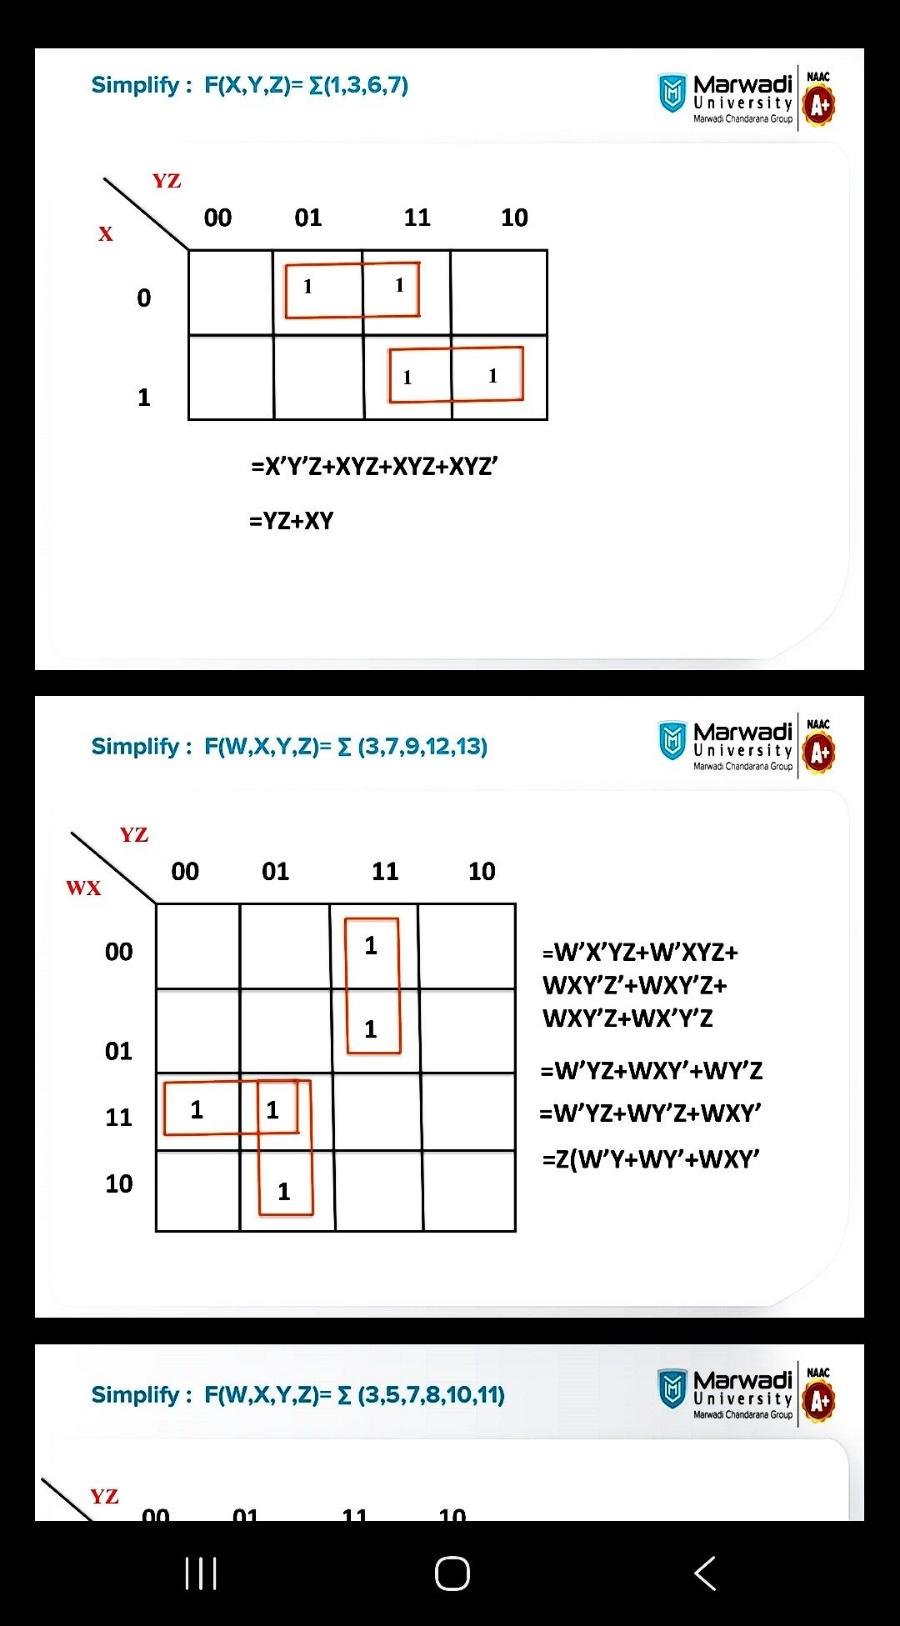 Simplify : F(X,Y,Z)= Σ(1,3,6,7)
Marwadi
University
Marwadi Chandarana Group
NAAC
A+
YZ
X
00 01 11 10
0 1 1
1 1 1
=X’Y’Z+XYZ+XYZ+XYZ’
=YZ+XY
Simplify : F(W,X,Y,Z)= Σ (3,7,9,12,13)
Marwadi
University
Marwadi Chandarana Group
NAAC
A+
YZ
WX
00 01 11 10
00 1
01 1
11 1 1
10 1
=W’X’YZ+W’XYZ+
WXY’Z’+WXY’Z+
WXY’Z+WX’Y’Z
=W’YZ+WXY’+WY’Z
=W’YZ+WY’Z+WXY’
=Z(W’Y+WY’+WXY’
Simplify : F(W,X,Y,Z)= Σ (3,5,7,8,10,11)
Marwadi
University
Marwadi Chandarana Group
NAAC
A+
YZ
00 01 11 10